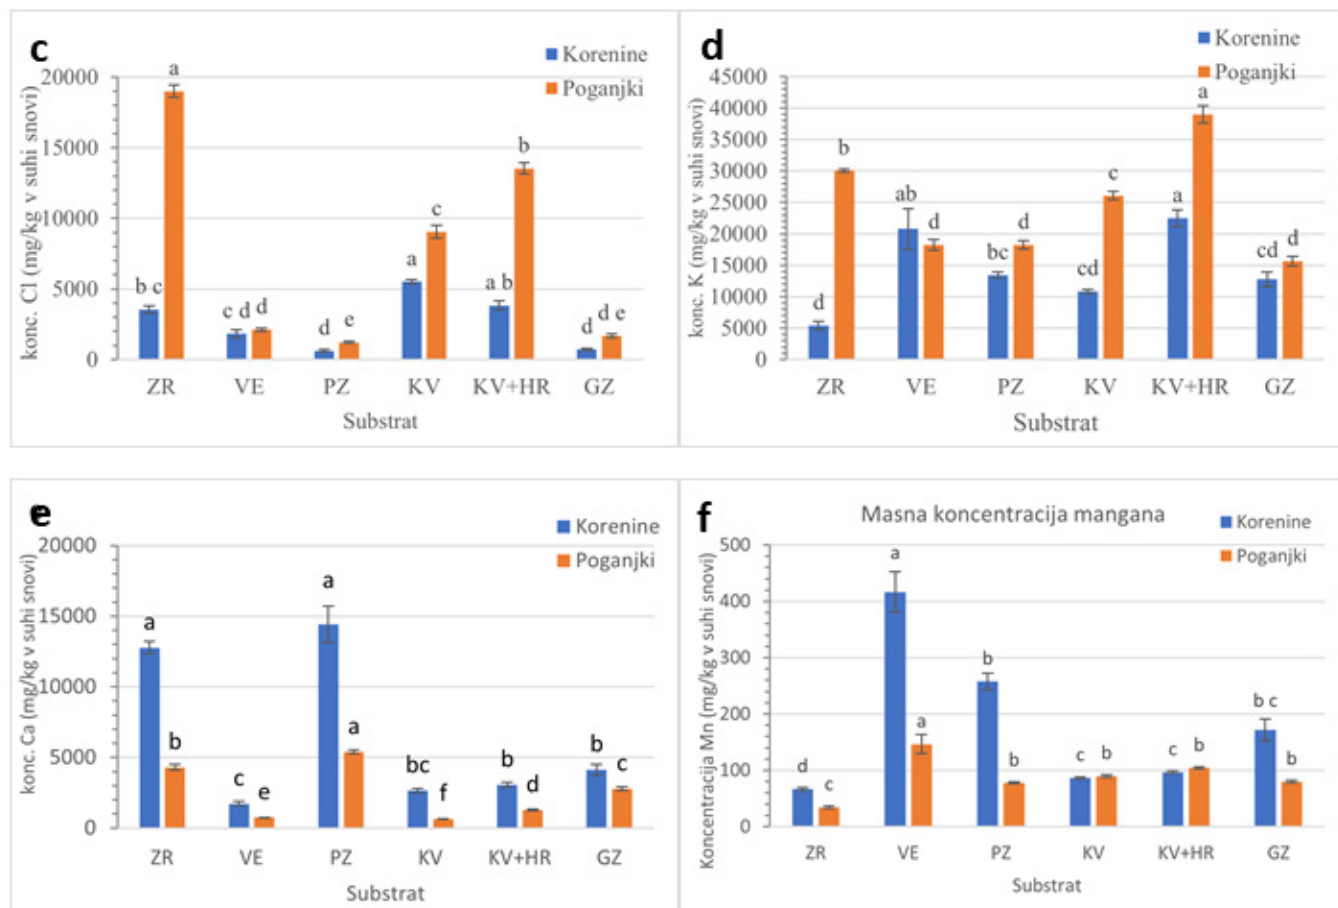 c
Korenine
Poganjki
konc. Cl (mg/kg v suhi snovi)
20000
15000
10000
5000
0
a
b c
c d
d
d
e
a
c
a b
b
d
d e
ZR
VE
PZ
KV
KV+HR
GZ
Substrat
d
Korenine
Poganjki
konc. K (mg/kg v suhi snovi)
45000
40000
35000
30000
25000
20000
15000
10000
5000
0
d
b
ab
d
bc
d
cd
c
a
a
cd
d
ZR
VE
PZ
KV
KV+HR
GZ
Substrat
e
Korenine
Poganjki
konc. Ca (mg/kg v suhi snovi)
20000
15000
10000
5000
0
a
b
c
e
a
a
bc
f
b
d
b
c
ZR
VE
PZ
KV
KV+HR
GZ
Substrat
f
Masna koncentracija mangana
Korenine
Poganjki
Koncentracija Mn (mg/kg v suhi snovi)
500
400
300
200
100
0
d
c
a
a
b
b
c
b
c
b
b c
b
ZR
VE
PZ
KV
KV+HR
GZ
Substrat